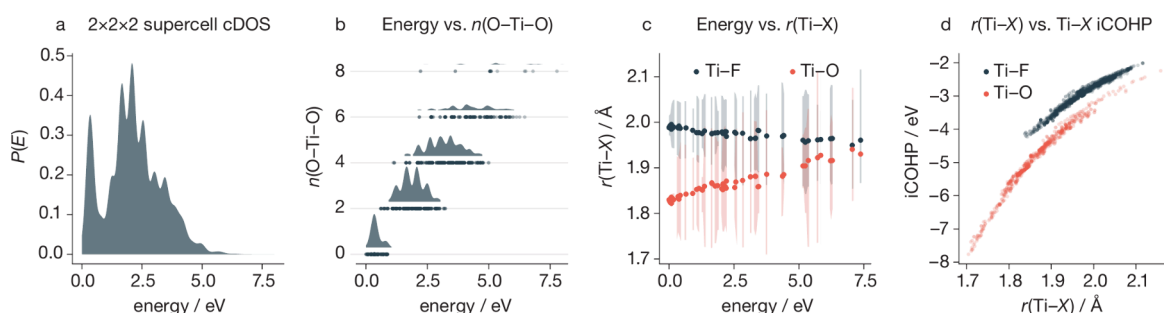 a 2×2×2 supercell cDOS
P(E)
0.5
0.4
0.3
0.2
0.1
0.0
0.0 2.5 5.0 7.5
energy / eV
b Energy vs. n(O–Ti–O)
n(O–Ti–O)
8
6
4
2
0
0.0 2.5 5.0 7.5
energy / eV
c Energy vs. r(Ti–X)
Ti–F Ti–O
r(Ti–X) / Å
2.1
2.0
1.9
1.8
1.7
0.0 2.5 5.0 7.5
energy / eV
d r(Ti–X) vs. Ti–X iCOHP
Ti–F
Ti–O
iCOHP / eV
−2
−3
−4
−5
−6
−7
−8
1.7 1.8 1.9 2.0 2.1
r(Ti–X) / Å